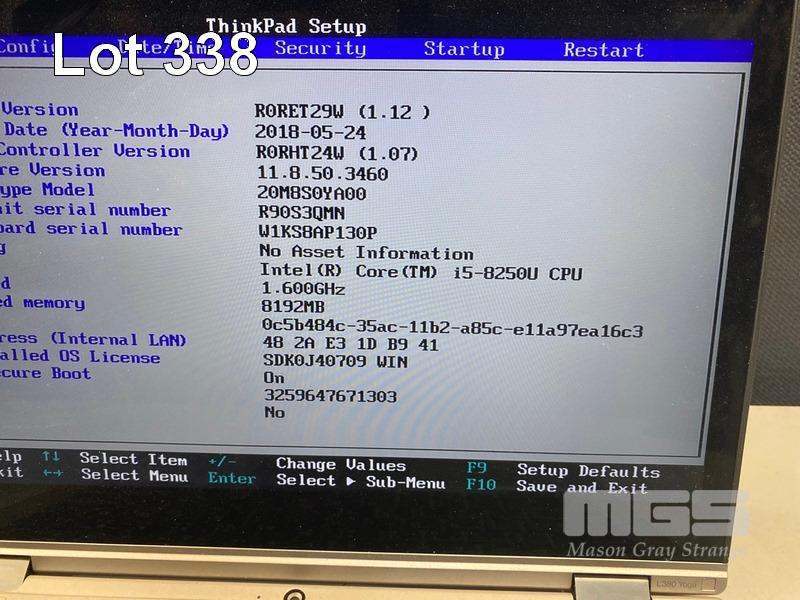 ThinkPad Setup
Config Date/Time Security Startup Restart
Lot 338
Version R0RET29W (1.12 )
Date (Year-Month-Day) 2018-05-24
Controller Version R0RHT24W (1.07)
re Version 11.8.50.3460
ype Model 20M8S0YA00
it serial number R90S3QMN
ard serial number W1KS8AP130P
g No Asset Information
Intel(R) Core(TM) i5-8250U CPU
d 1.600GHz
ed memory 8192MB
0c5b484c-35ac-11b2-a85c-e11a97ea16c3
ress (Internal LAN) 48 2A E3 1D B9 41
alled OS License SDK0J40709 WIN
cure Boot On
3259647671303
No
elp ↑↓ Select Item +/- Change Values F9 Setup Defaults
xit ←→ Select Menu Enter Select ▶ Sub-Menu F10 Save and Exit
MGS
Mason Gray Strange
L380 Yoga